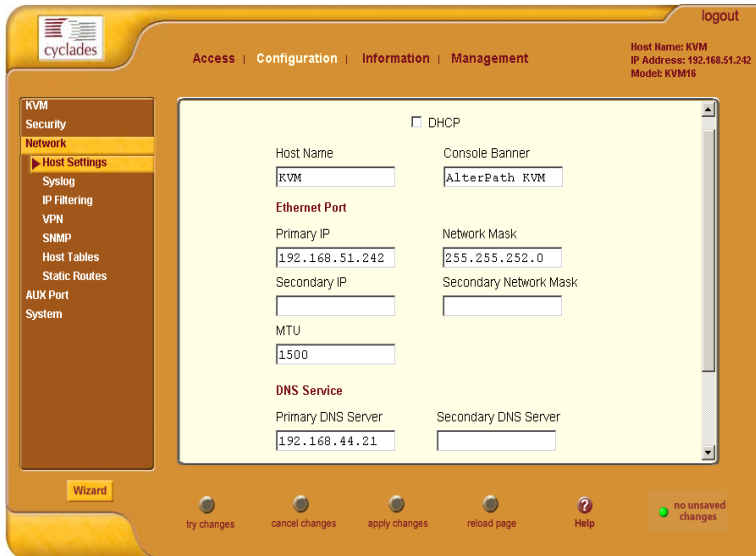 logout
cyclades
Access | Configuration | Information | Management
Host Name: KVM
IP Address: 192.168.51.242
Model: KVM16
KVM
Security
Network
Host Settings
Syslog
IP Filtering
VPN
SNMP
Host Tables
Static Routes
AUX Port
System
DHCP
Host Name Console Banner
KVM AlterPath KVM
Ethernet Port
Primary IP Network Mask
192.168.51.242 255.255.252.0
Secondary IP Secondary Network Mask
MTU
1500
DNS Service
Primary DNS Server Secondary DNS Server
192.168.44.21
Wizard
try changes cancel changes apply changes reload page Help
no unsaved
changes